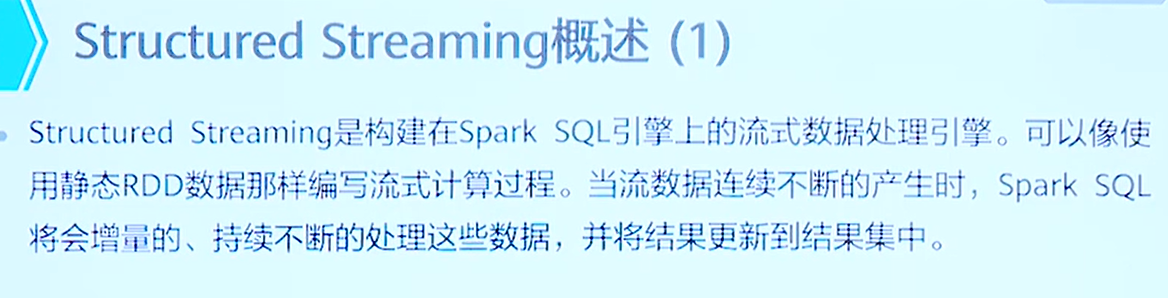 Structured Streaming概述 (1)
Structured Streaming是构建在Spark SQL引擎上的流式数据处理引擎。可以像使
用静态RDD数据那样编写流式计算过程。当流数据连续不断的产生时，Spark SQL
将会增量的、持续不断的处理这些数据，并将结果更新到结果集中。